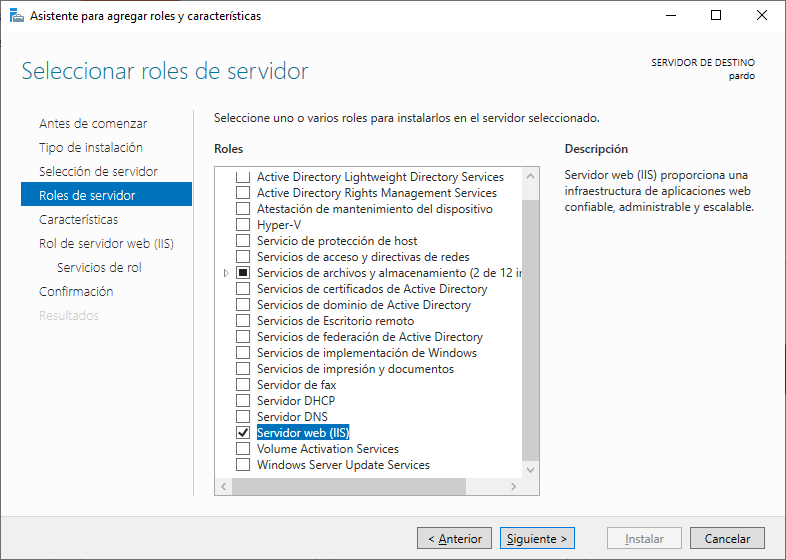 Asistente para agregar roles y características
Seleccionar roles de servidor
SERVIDOR DE DESTINO
pardo
Antes de comenzar
Tipo de instalación
Selección de servidor
Roles de servidor
Características
Rol de servidor web (IIS)
Servicios de rol
Confirmación
Resultados
Seleccione uno o varios roles para instalarlos en el servidor seleccionado.
Roles
Active Directory Lightweight Directory Services
Active Directory Rights Management Services
Atestación de mantenimiento del dispositivo
Hyper-V
Servicio de protección de host
Servicios de acceso y directivas de redes
Servicios de archivos y almacenamiento (2 de 12 in
Servicios de certificados de Active Directory
Servicios de dominio de Active Directory
Servicios de Escritorio remoto
Servicios de federación de Active Directory
Servicios de implementación de Windows
Servicios de impresión y documentos
Servidor de fax
Servidor DHCP
Servidor DNS
Servidor web (IIS)
Volume Activation Services
Windows Server Update Services
Descripción
Servidor web (IIS) proporciona una
infraestructura de aplicaciones web
confiable, administrable y escalable.
< Anterior
Siguiente >
Instalar
Cancelar